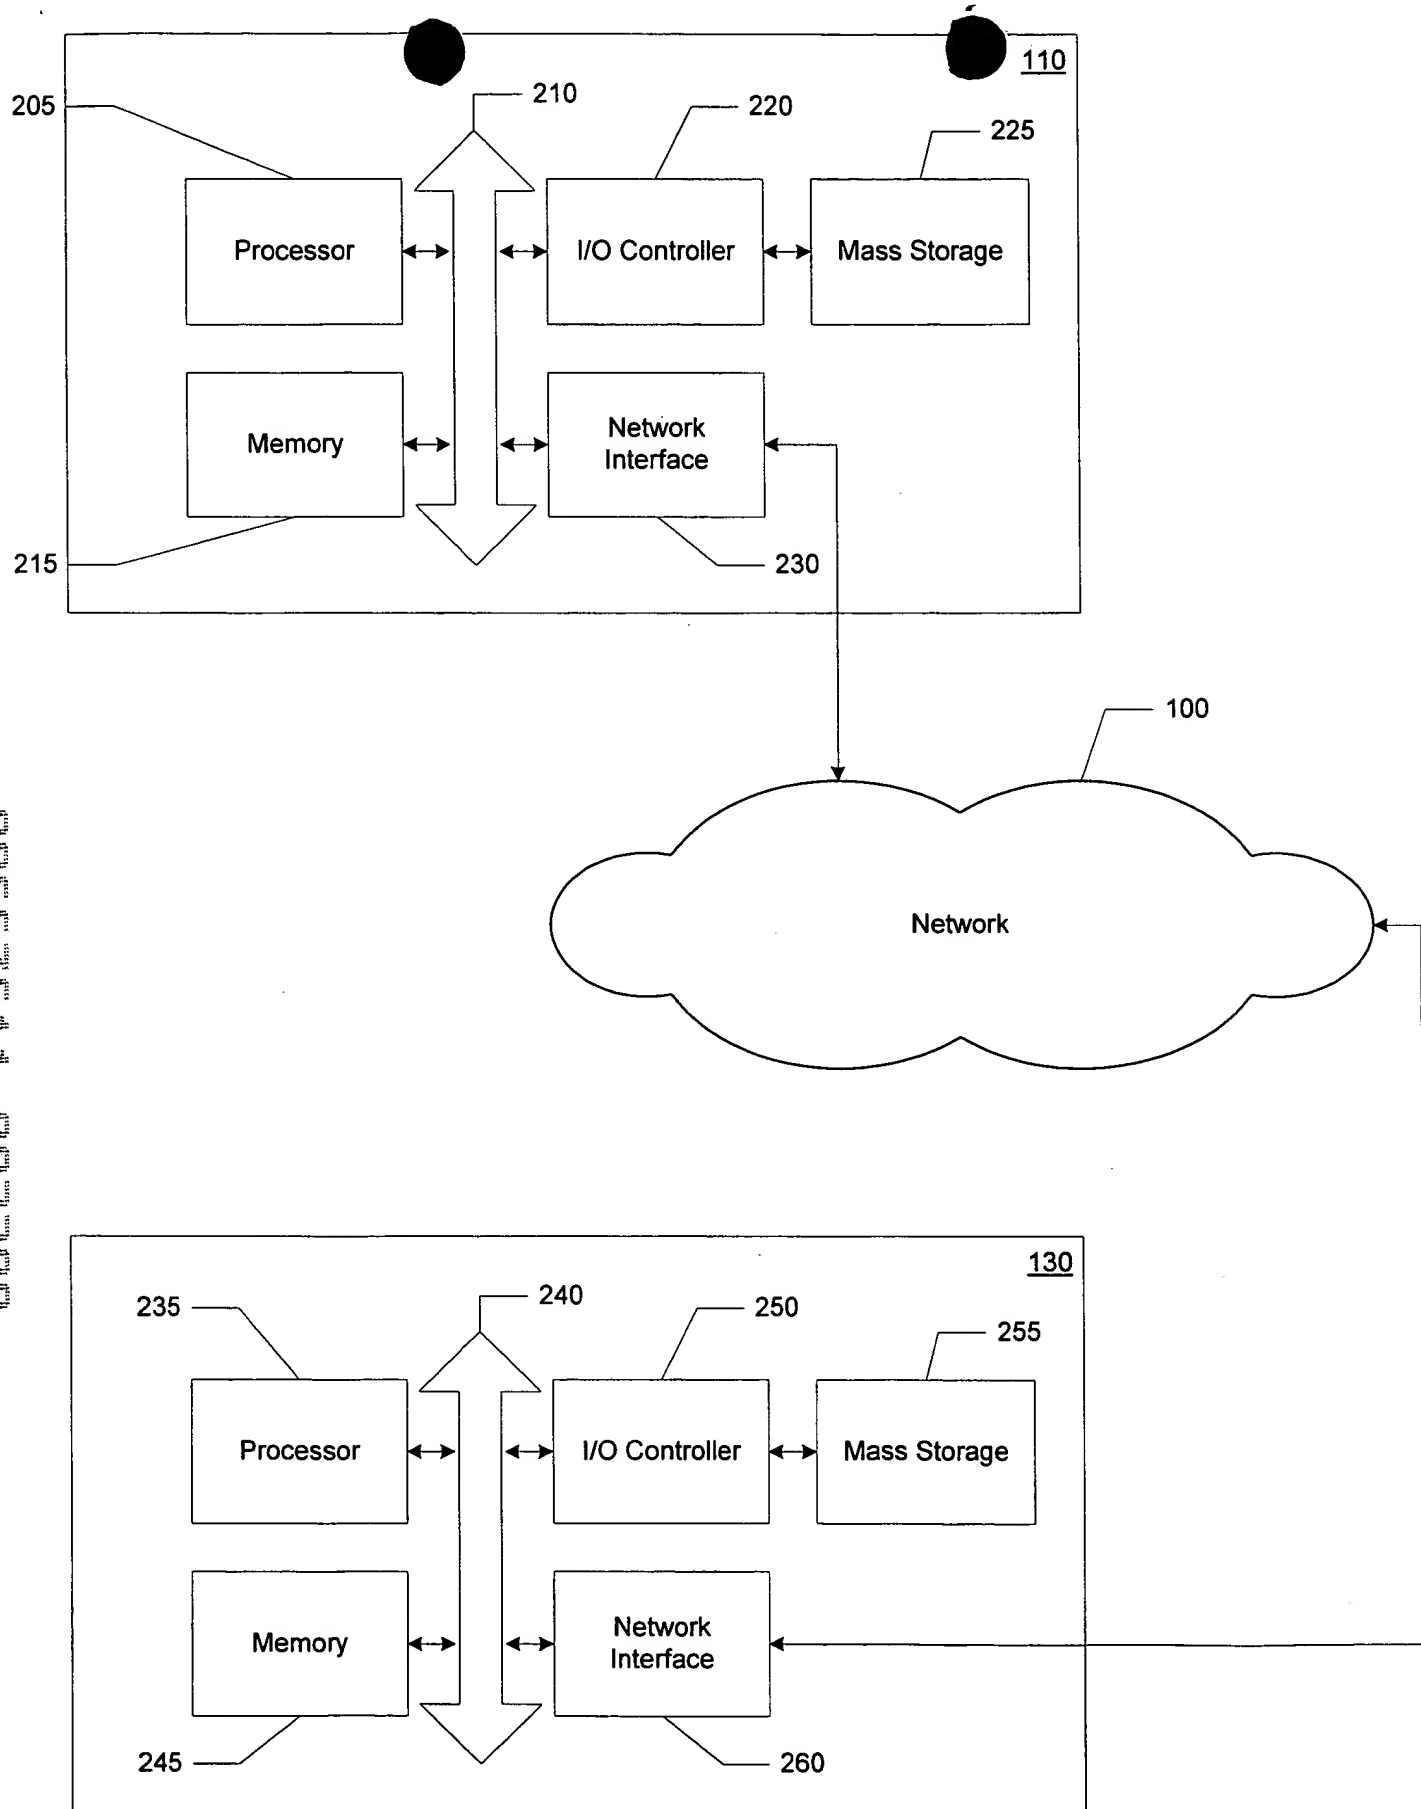 110
205
210
220
225
Processor
I/O Controller
Mass Storage
Memory
Network
Interface
215
230
100
Network
130
235
240
250
255
Processor
I/O Controller
Mass Storage
Memory
Network
Interface
245
260